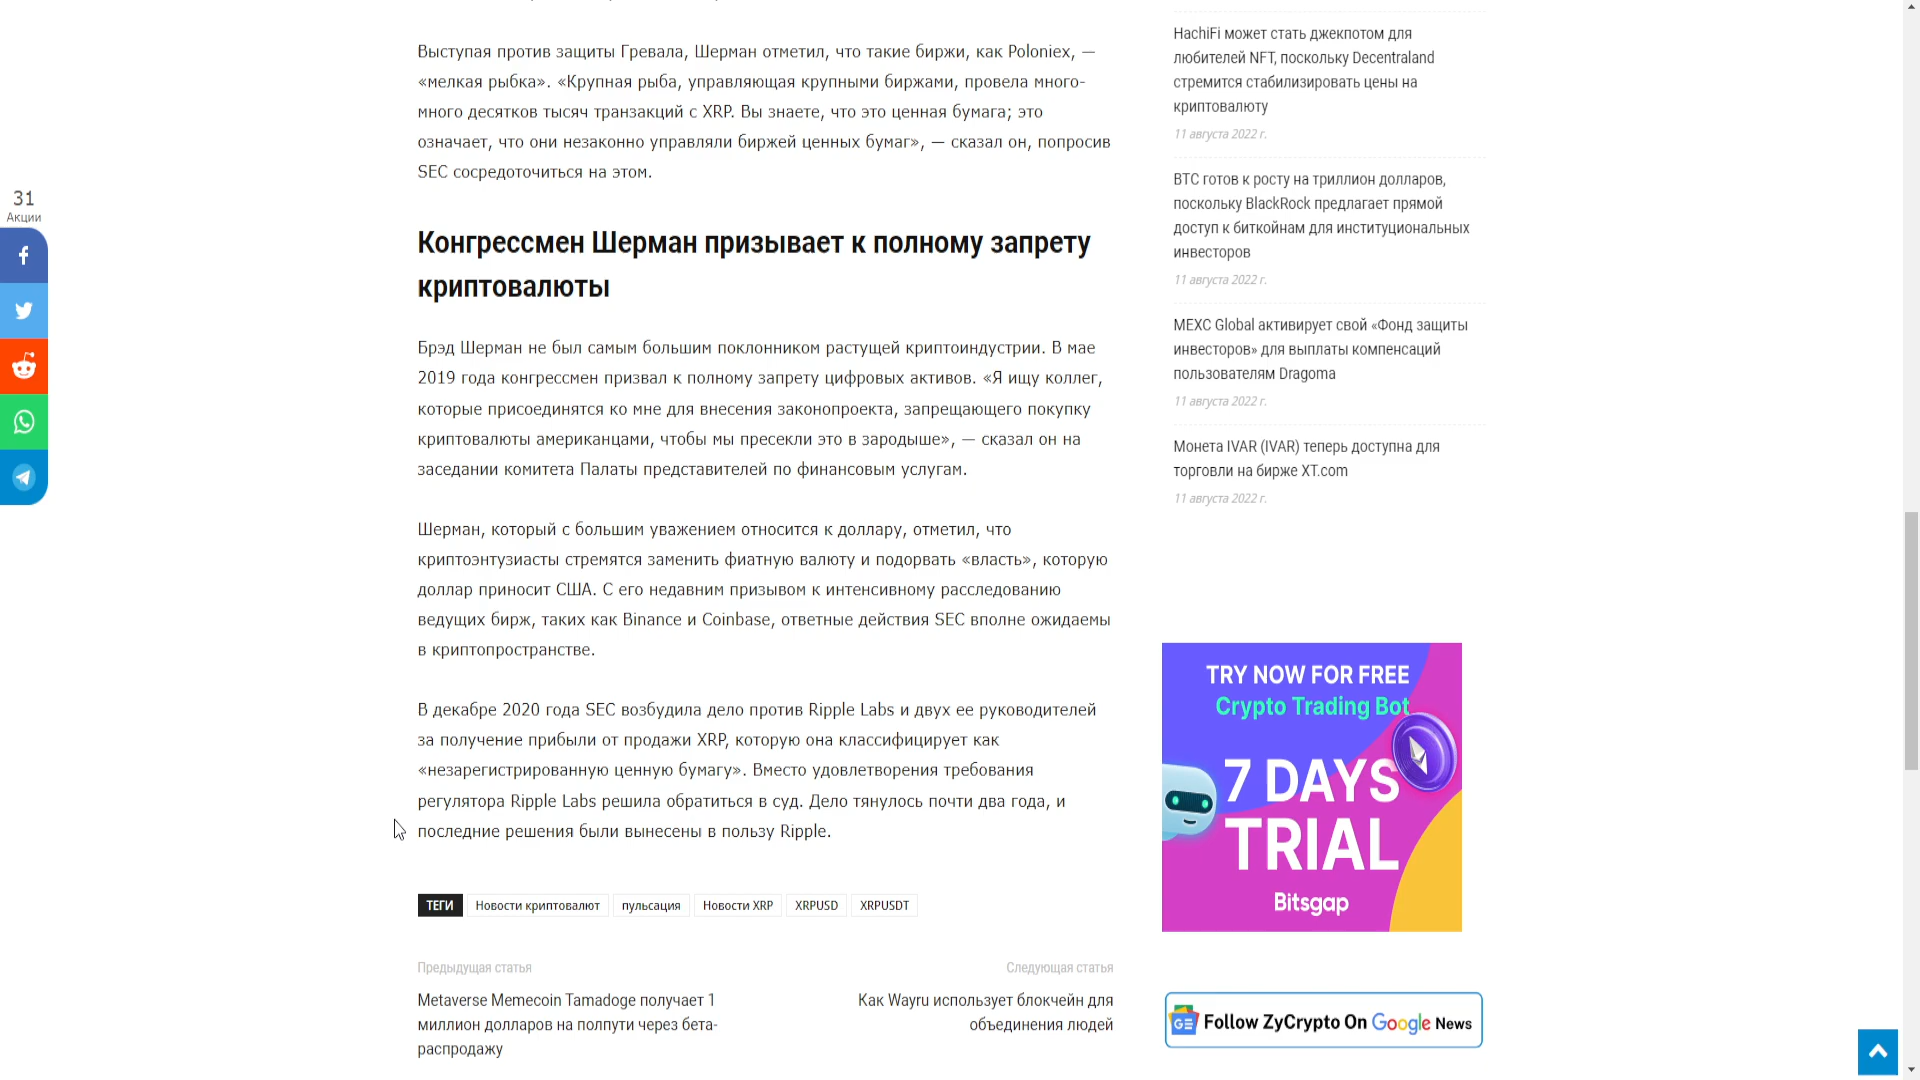 Выступая против защиты Гревала, Шерман отметил, что такие биржи, как Poloniex, —
«мелкая рыбка». «Крупная рыба, управляющая крупными биржами, провела много-
много десятков тысяч транзакций с XRP. Вы знаете, что это ценная бумага; это
означает, что они незаконно управляли биржей ценных бумаг», — сказал он, попросив
SEC сосредоточиться на этом.
31
Акции
Конгрессмен Шерман призывает к полному запрету
криптовалюты
Брэд Шерман не был самым большим поклонником растущей криптоиндустрии. В мае
2019 года конгрессмен призвал к полному запрету цифровых активов. «Я ищу коллег,
которые присоединятся ко мне для внесения законопроекта, запрещающего покупку
криптовалюты американцами, чтобы мы пресекли это в зародыше», — сказал он на
заседании комитета Палаты представителей по финансовым услугам.
Шерман, который с большим уважением относится к доллару, отметил, что
криптоэнтузиасты стремятся заменить фиатную валюту и подорвать «власть», которую
доллар приносит США. С его недавним призывом к интенсивному расследованию
ведущих бирж, таких как Binance и Coinbase, ответные действия SEC вполне ожидаемы
в криптопространстве.
В декабре 2020 года SEC возбудила дело против Ripple Labs и двух ее руководителей
за получение прибыли от продажи XRP, которую она классифицирует как
«незарегистрированную ценную бумагу». Вместо удовлетворения требования
регулятора Ripple Labs решила обратиться в суд. Дело тянулось почти два года, и
последние решения были вынесены в пользу Ripple.
ТЕГИ Новости криптовалют пульсация Новости XRP XRPUSD XRPUSDT
Предыдущая статья
Metaverse Memecoin Tamadoge получает 1
миллион долларов на полпути через бета-
распродажу
Следующая статья
Как Wayru использует блокчейн для
объединения людей
HachiFi может стать джекпотом для
любителей NFT, поскольку Decentraland
стремится стабилизировать цены на
криптовалюту
11 августа 2022 г.
BTC готов к росту на триллион долларов,
поскольку BlackRock предлагает прямой
доступ к биткойнам для институциональных
инвесторов
11 августа 2022 г.
MEXC Global активирует свой «Фонд защиты
инвесторов» для выплаты компенсаций
пользователям Dragoma
11 августа 2022 г.
Монета IVAR (IVAR) теперь доступна для
торговли на бирже XT.com
11 августа 2022 г.
TRY NOW FOR FREE
Crypto Trading Bot
7 DAYS
TRIAL
Bitsgap
GE Follow ZyCrypto On Google News